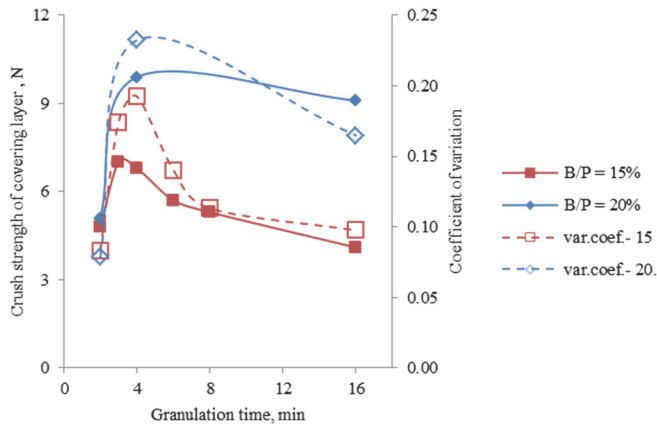 12
9
6
3
0
0.25
0.20
0.15
0.10
0.05
0.00
0 4 8 12 16
Crush strength of covering layer , N
Coefficient of variation
Granulation time, min
B/P = 15%
B/P = 20%
var.coef.- 15
var.coef.- 20.